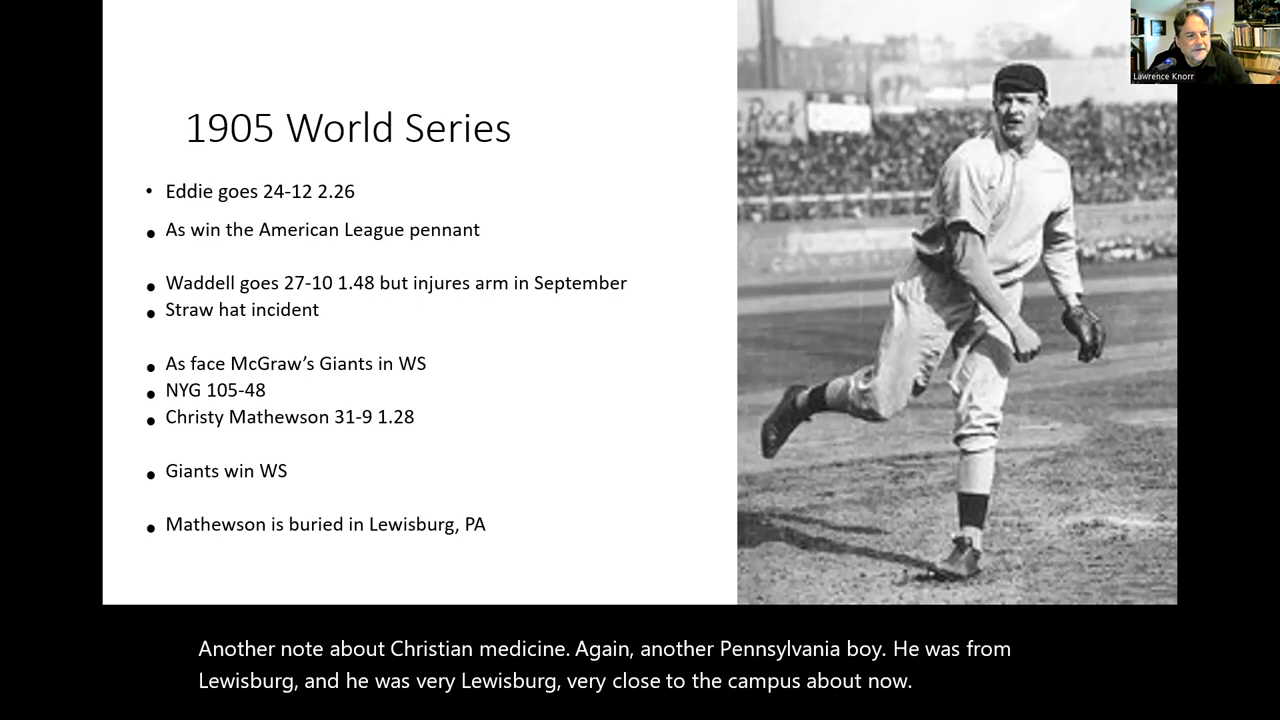 1905 World Series
• Eddie goes 24-12 2.26
• As win the American League pennant
• Waddell goes 27-10 1.48 but injures arm in September
• Straw hat incident
• As face McGraw’s Giants in WS
• NYG 105-48
• Christy Mathewson 31-9 1.28
• Giants win WS
• Mathewson is buried in Lewisburg, PA
Lawrence Knorr
Another note about Christian medicine. Again, another Pennsylvania boy. He was from
Lewisburg, and he was very Lewisburg, very close to the campus about now.